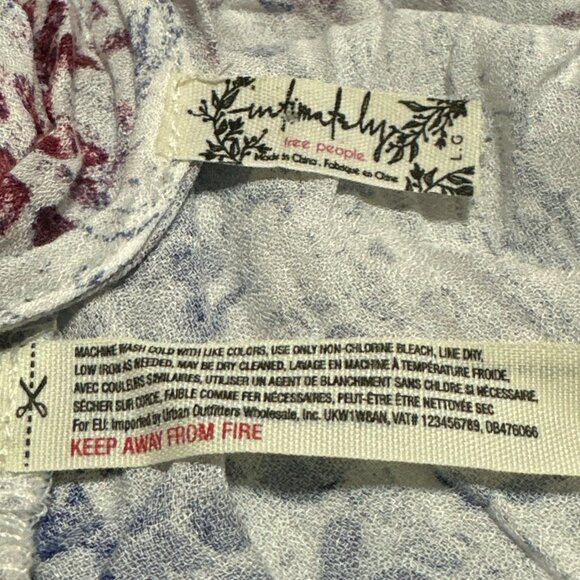 intimately
free people
Made in China . Fabriqué en Chine
L.G
MACHINE WASH COLD WITH LIKE COLORS, USE ONLY NON-CHLORINE BLEACH, LINE DRY,
LOW IRON AS NEEDED, MAY BE DRY CLEANED, LAVAGE EN MACHINE À TEMPÉRATURE FROIDE,
AVEC COULEURS SIMILAIRES, UTILISER UN AGENT DE BLANCHIMENT SANS CHLORE SI NÉCESSAIRE,
SÉCHER SUR CORCE, FAIBLE COMME FER NÉCESSAIRES, PEUT-ÊTRE ÊTRE NETTOYÉE SEC
For EU: Imported by Urban Outfitters Wholesale, Inc. UKW1W8AN, VAT# 123456789, 0B476066
KEEP AWAY FROM FIRE